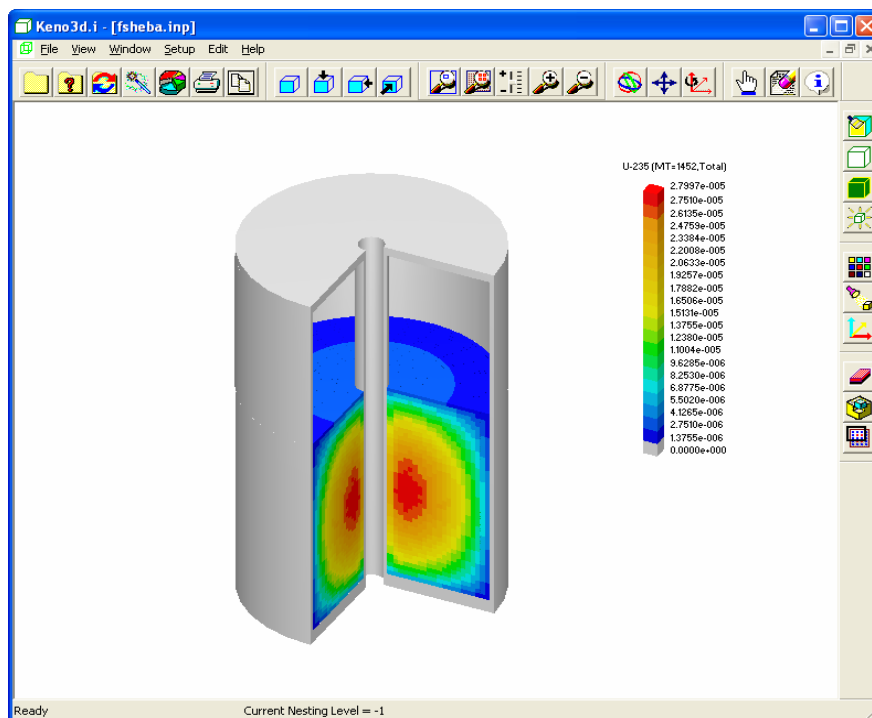 Keno3d.i - [fsheba.inp]
File View Window Setup Edit Help
U-235 (MT=1452,Total)
2.7997e-005
2.7510e-005
2.6135e-005
2.4759e-005
2.3384e-005
2.2008e-005
2.0633e-005
1.9257e-005
1.7882e-005
1.6506e-005
1.5131e-005
1.3755e-005
1.2380e-005
1.1004e-005
9.6285e-006
8.2530e-006
6.8775e-006
5.5020e-006
4.1265e-006
2.7510e-006
1.3755e-006
0.0000e+000
Ready Current Nesting Level = -1